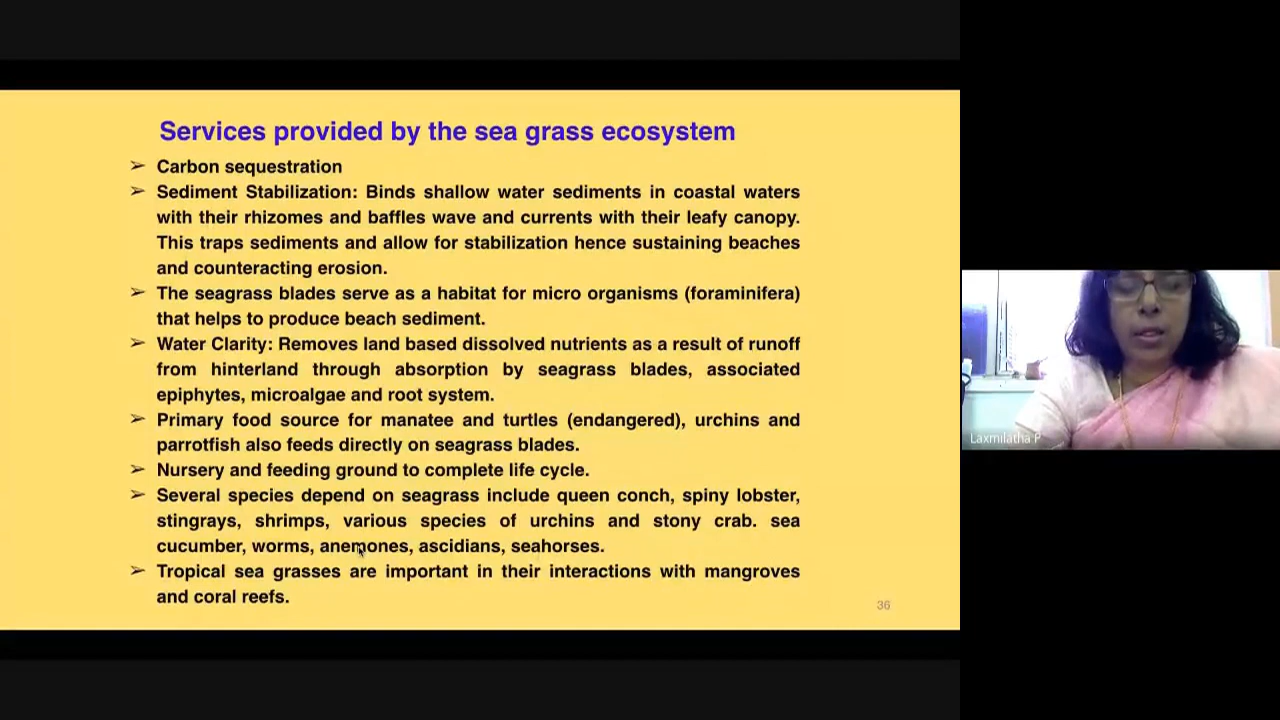 Services provided by the sea grass ecosystem
➢ Carbon sequestration
➢ Sediment Stabilization: Binds shallow water sediments in coastal waters
with their rhizomes and baffles wave and currents with their leafy canopy.
This traps sediments and allow for stabilization hence sustaining beaches
and counteracting erosion.
➢ The seagrass blades serve as a habitat for micro organisms (foraminifera)
that helps to produce beach sediment.
➢ Water Clarity: Removes land based dissolved nutrients as a result of runoff
from hinterland through absorption by seagrass blades, associated
epiphytes, microalgae and root system.
➢ Primary food source for manatee and turtles (endangered), urchins and
parrotfish also feeds directly on seagrass blades.
➢ Nursery and feeding ground to complete life cycle.
➢ Several species depend on seagrass include queen conch, spiny lobster,
stingrays, shrimps, various species of urchins and stony crab. sea
cucumber, worms, anemones, ascidians, seahorses.
➢ Tropical sea grasses are important in their interactions with mangroves
and coral reefs.
36
Laxmilatha P